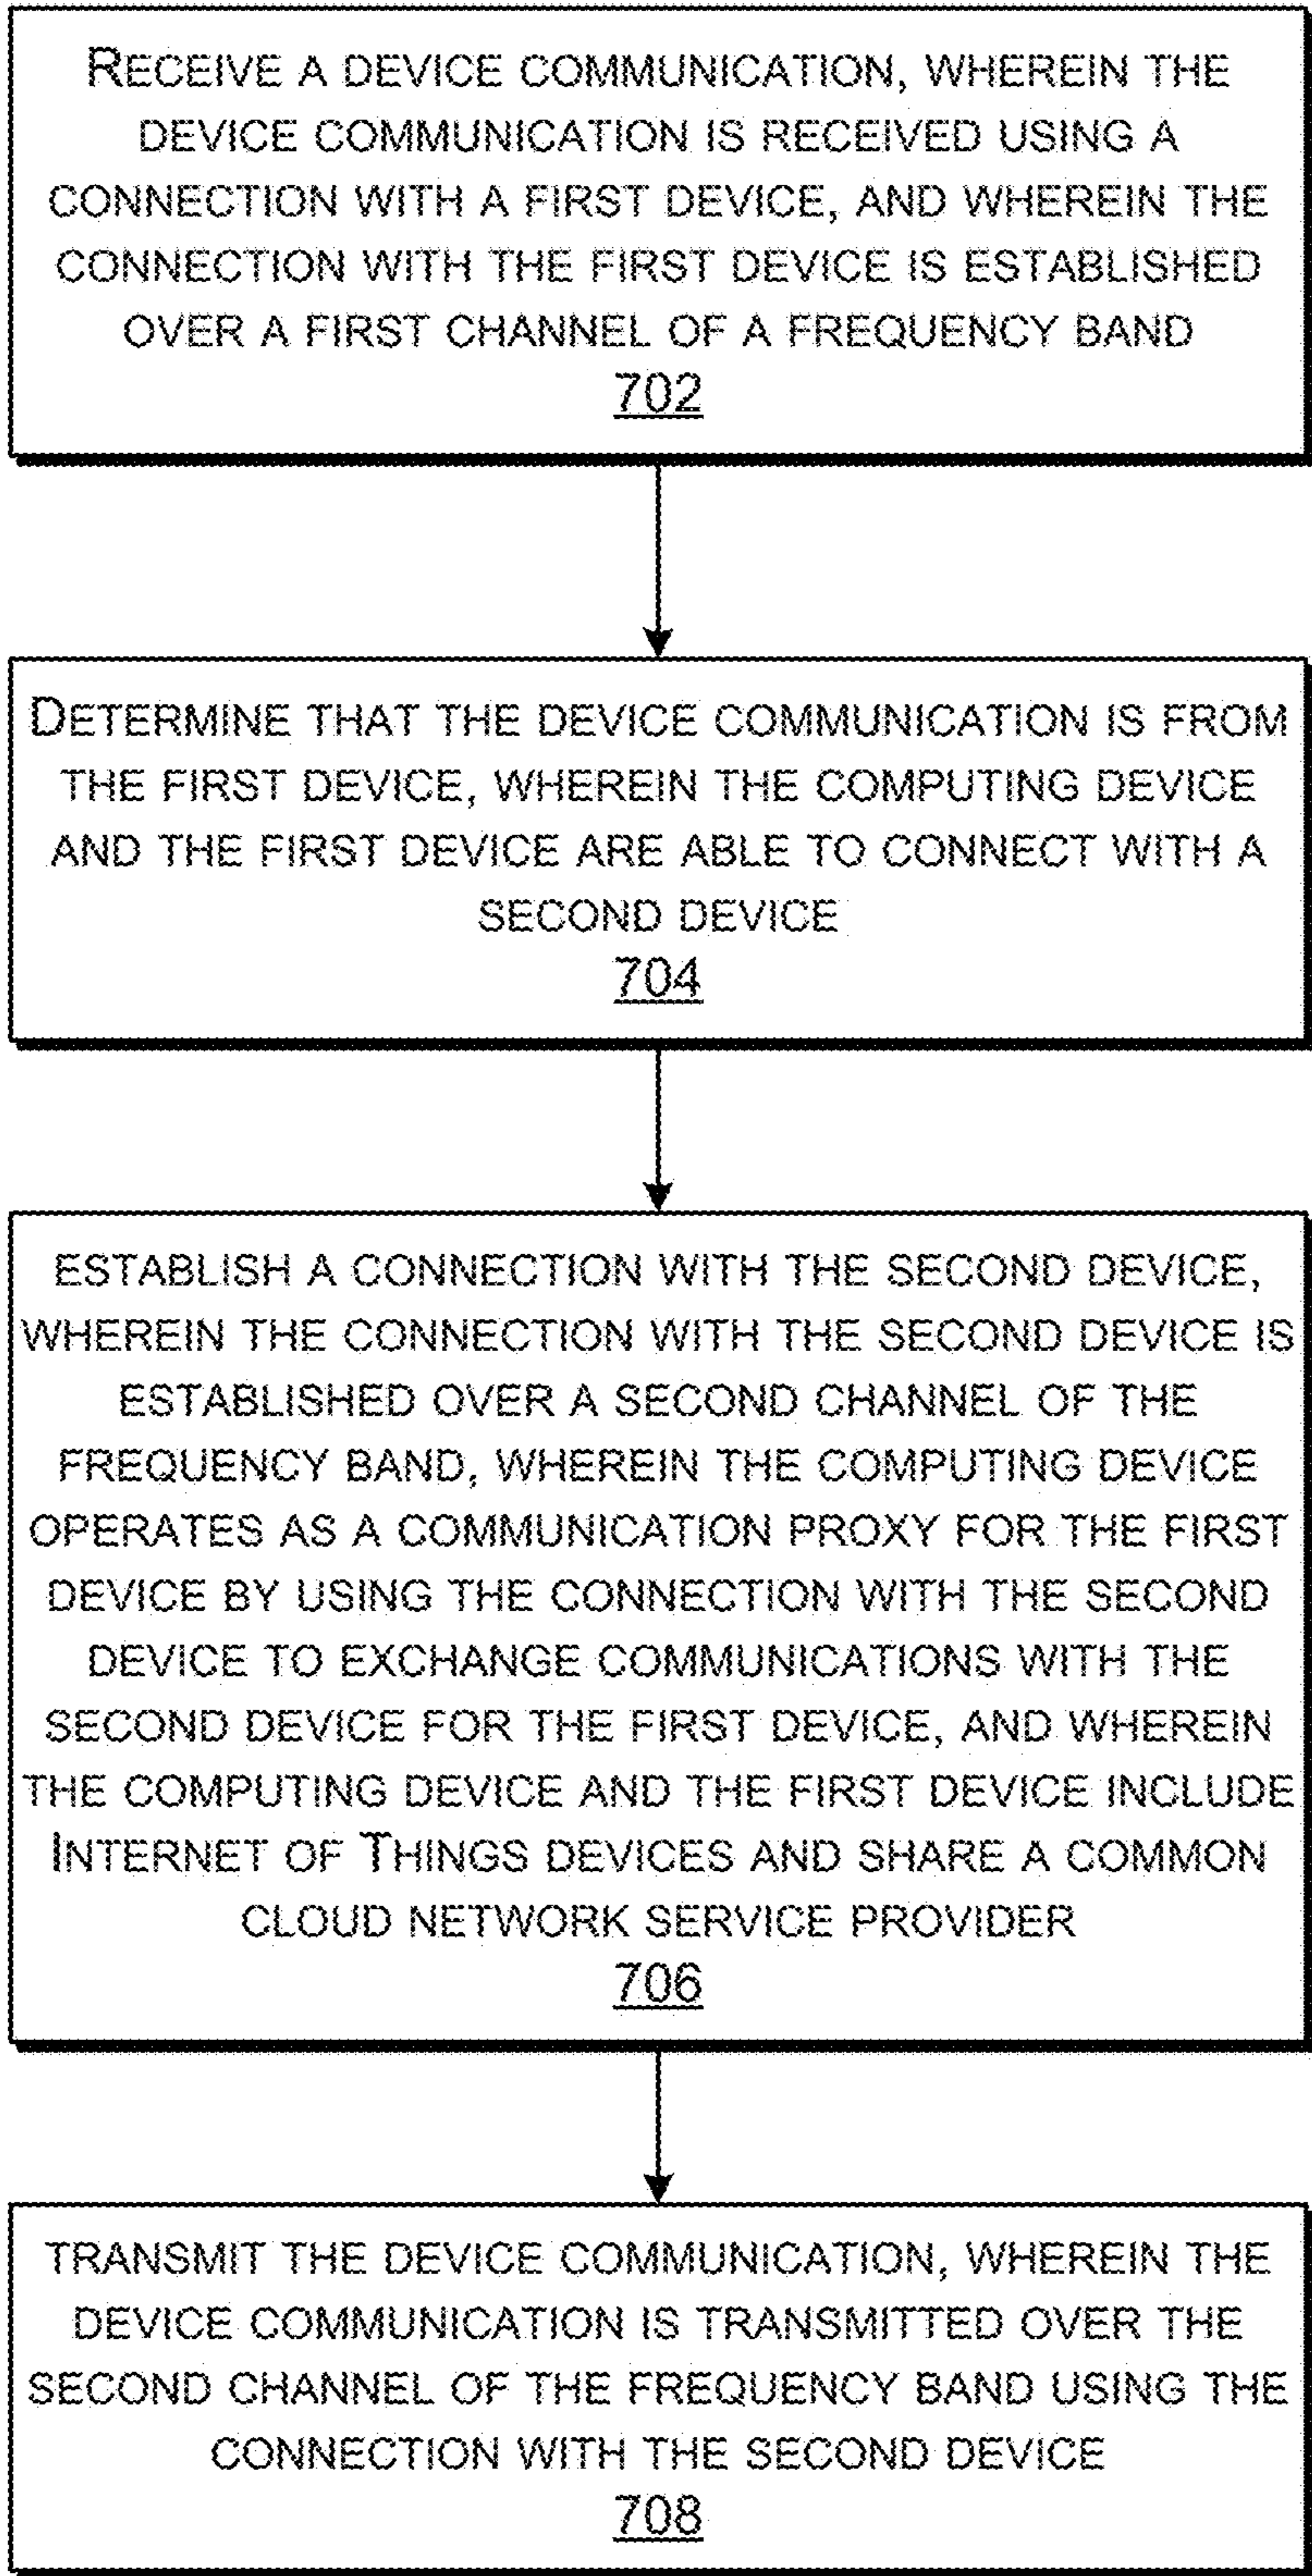 RECEIVE A DEVICE COMMUNICATION, WHEREIN THE
DEVICE COMMUNICATION IS RECEIVED USING A
CONNECTION WITH A FIRST DEVICE, AND WHEREIN THE
CONNECTION WITH THE FIRST DEVICE IS ESTABLISHED
OVER A FIRST CHANNEL OF A FREQUENCY BAND
702
DETERMINE THAT THE DEVICE COMMUNICATION IS FROM
THE FIRST DEVICE, WHEREIN THE COMPUTING DEVICE
AND THE FIRST DEVICE ARE ABLE TO CONNECT WITH A
SECOND DEVICE
704
ESTABLISH A CONNECTION WITH THE SECOND DEVICE,
WHEREIN THE CONNECTION WITH THE SECOND DEVICE IS
ESTABLISHED OVER A SECOND CHANNEL OF THE
FREQUENCY BAND, WHEREIN THE COMPUTING DEVICE
OPERATES AS A COMMUNICATION PROXY FOR THE FIRST
DEVICE BY USING THE CONNECTION WITH THE SECOND
DEVICE TO EXCHANGE COMMUNICATIONS WITH THE
SECOND DEVICE FOR THE FIRST DEVICE, AND WHEREIN
THE COMPUTING DEVICE AND THE FIRST DEVICE INCLUDE
INTERNET OF THINGS DEVICES AND SHARE A COMMON
CLOUD NETWORK SERVICE PROVIDER
706
TRANSMIT THE DEVICE COMMUNICATION, WHEREIN THE
DEVICE COMMUNICATION IS TRANSMITTED OVER THE
SECOND CHANNEL OF THE FREQUENCY BAND USING THE
CONNECTION WITH THE SECOND DEVICE
708